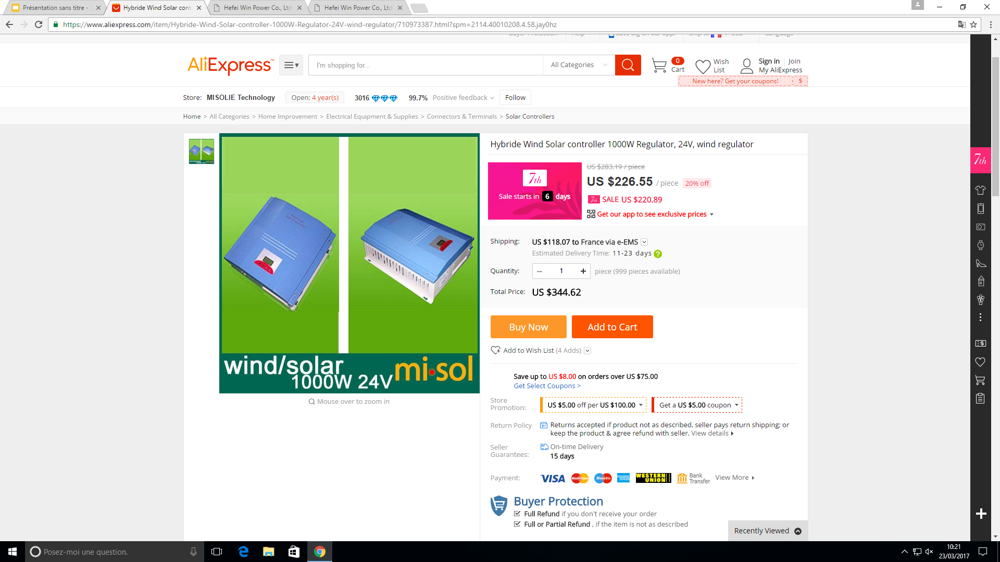 Présentation sans titre -
Hybride Wind Solar cont
Hefei Win Power Co., Ltd
Hefei Win Power Co., Ltd
https://www.aliexpress.com/item/Hybride-Wind-Solar-controller-1000W-Regulator-24V-wind-regulator/710973387.html?spm=2114.40010208.4.58.jay0hz
AliExpress™
I'm shopping for...
All Categories
0
Cart
Wish
List
Sign in
Join
My AliExpress
New here? Get your coupons!
$
Store: MISOLIE Technology
Open: 4 year(s)
3016
99.7% Positive feedback
Follow
Home > All Categories > Home Improvement > Electrical Equipment & Supplies > Connectors & Terminals > Solar Controllers
wind/solar
1000W 24V
mi.sol
Mouse over to zoom in
Hybride Wind Solar controller 1000W Regulator, 24V, wind regulator
7th
Sale starts in 6 days
US $283.19 / piece
US $226.55 / piece 20% off
7th SALE US $220.89
Get our app to see exclusive prices
Shipping: US $118.07 to France via e-EMS
Estimated Delivery Time: 11-23 days ?
Quantity: 1 piece (999 pieces available)
Total Price: US $344.62
Buy Now
Add to Cart
Add to Wish List (4 Adds)
Save up to US $8.00 on orders over US $75.00
Get Select Coupons >
Store
Promotion:
US $5.00 off per US $100.00
Get a US $5.00 coupon
Return Policy
Returns accepted if product not as described, seller pays return shipping; or
keep the product & agree refund with seller. View details
Seller
Guarantees:
On-time Delivery
15 days
Payment:
VISA
MasterCard
Maestro
WESTERN
UNION
Bank
Transfer
View More
Buyer Protection
Full Refund if you don't receive your order
Full or Partial Refund , if the item is not as described
Recently Viewed
7th
Posez-moi une question.
10:21
23/03/2017